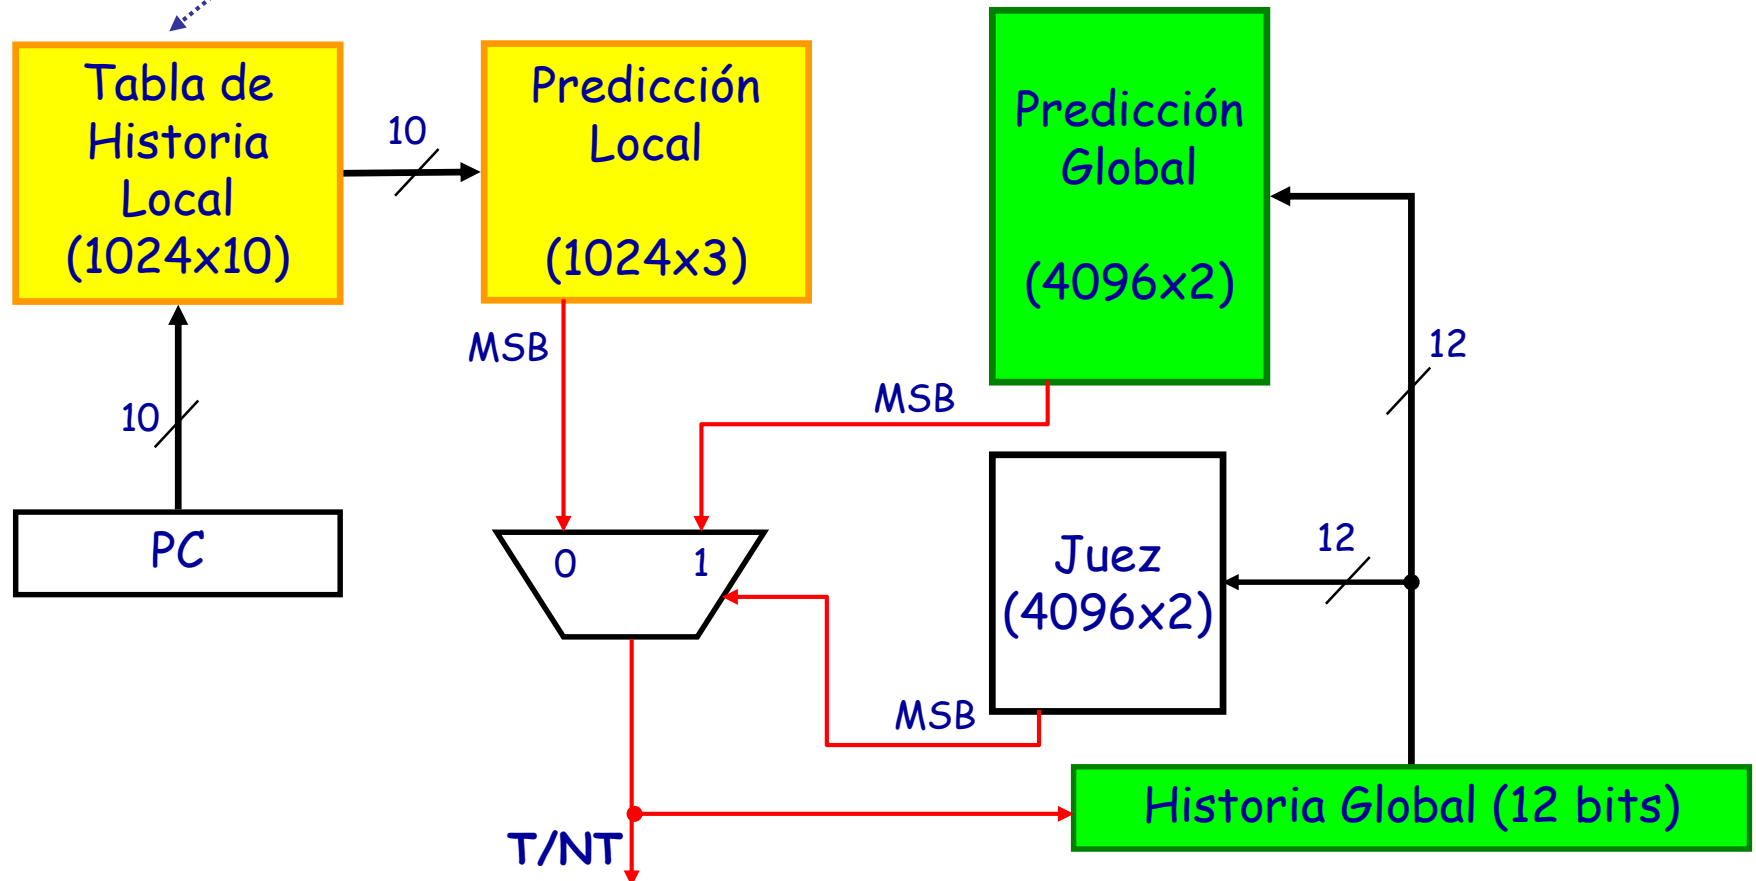 Tabla de
Historia
Local
(1024x10)
10
Predicción
Local
(1024x3)
Predicción
Global
(4096x2)
MSB
MSB
12
10
PC
0
1
Juez
(4096x2)
12
MSB
Historia Global (12 bits)
T/NT